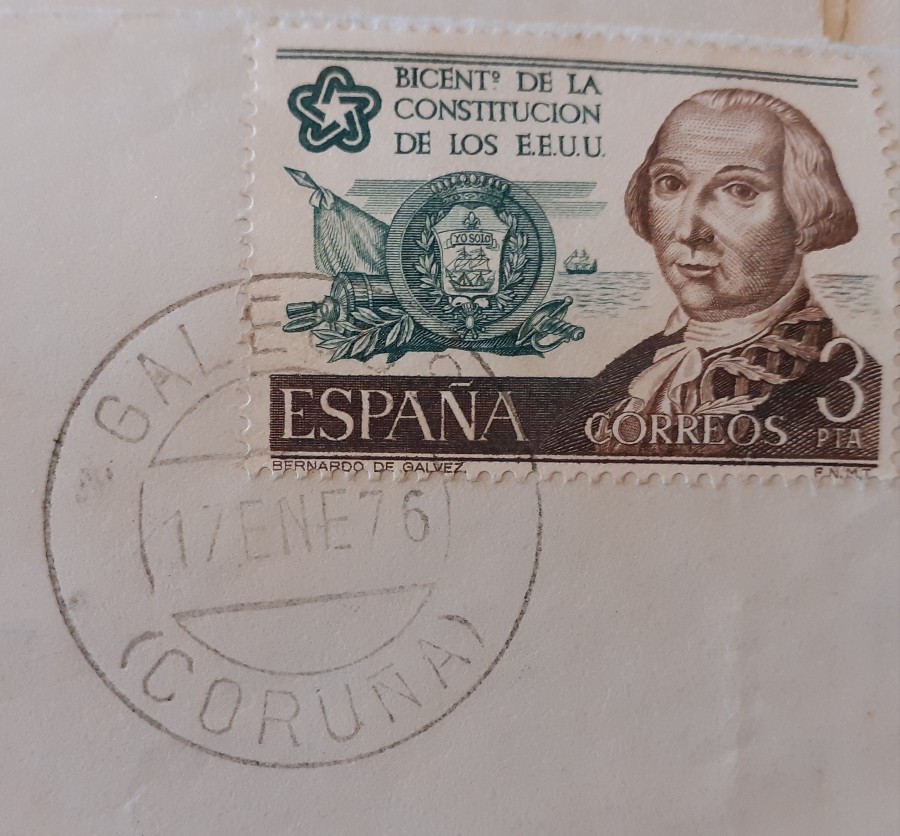 BICENTº DE LA
CONSTITUCION
DE LOS E.E.U.U.
YO SOLO
ESPAÑA
CORREOS
3
PTA
BERNARDO DE GALVEZ.
F.N.M.T.
17 ENE 76
(CORUÑA)